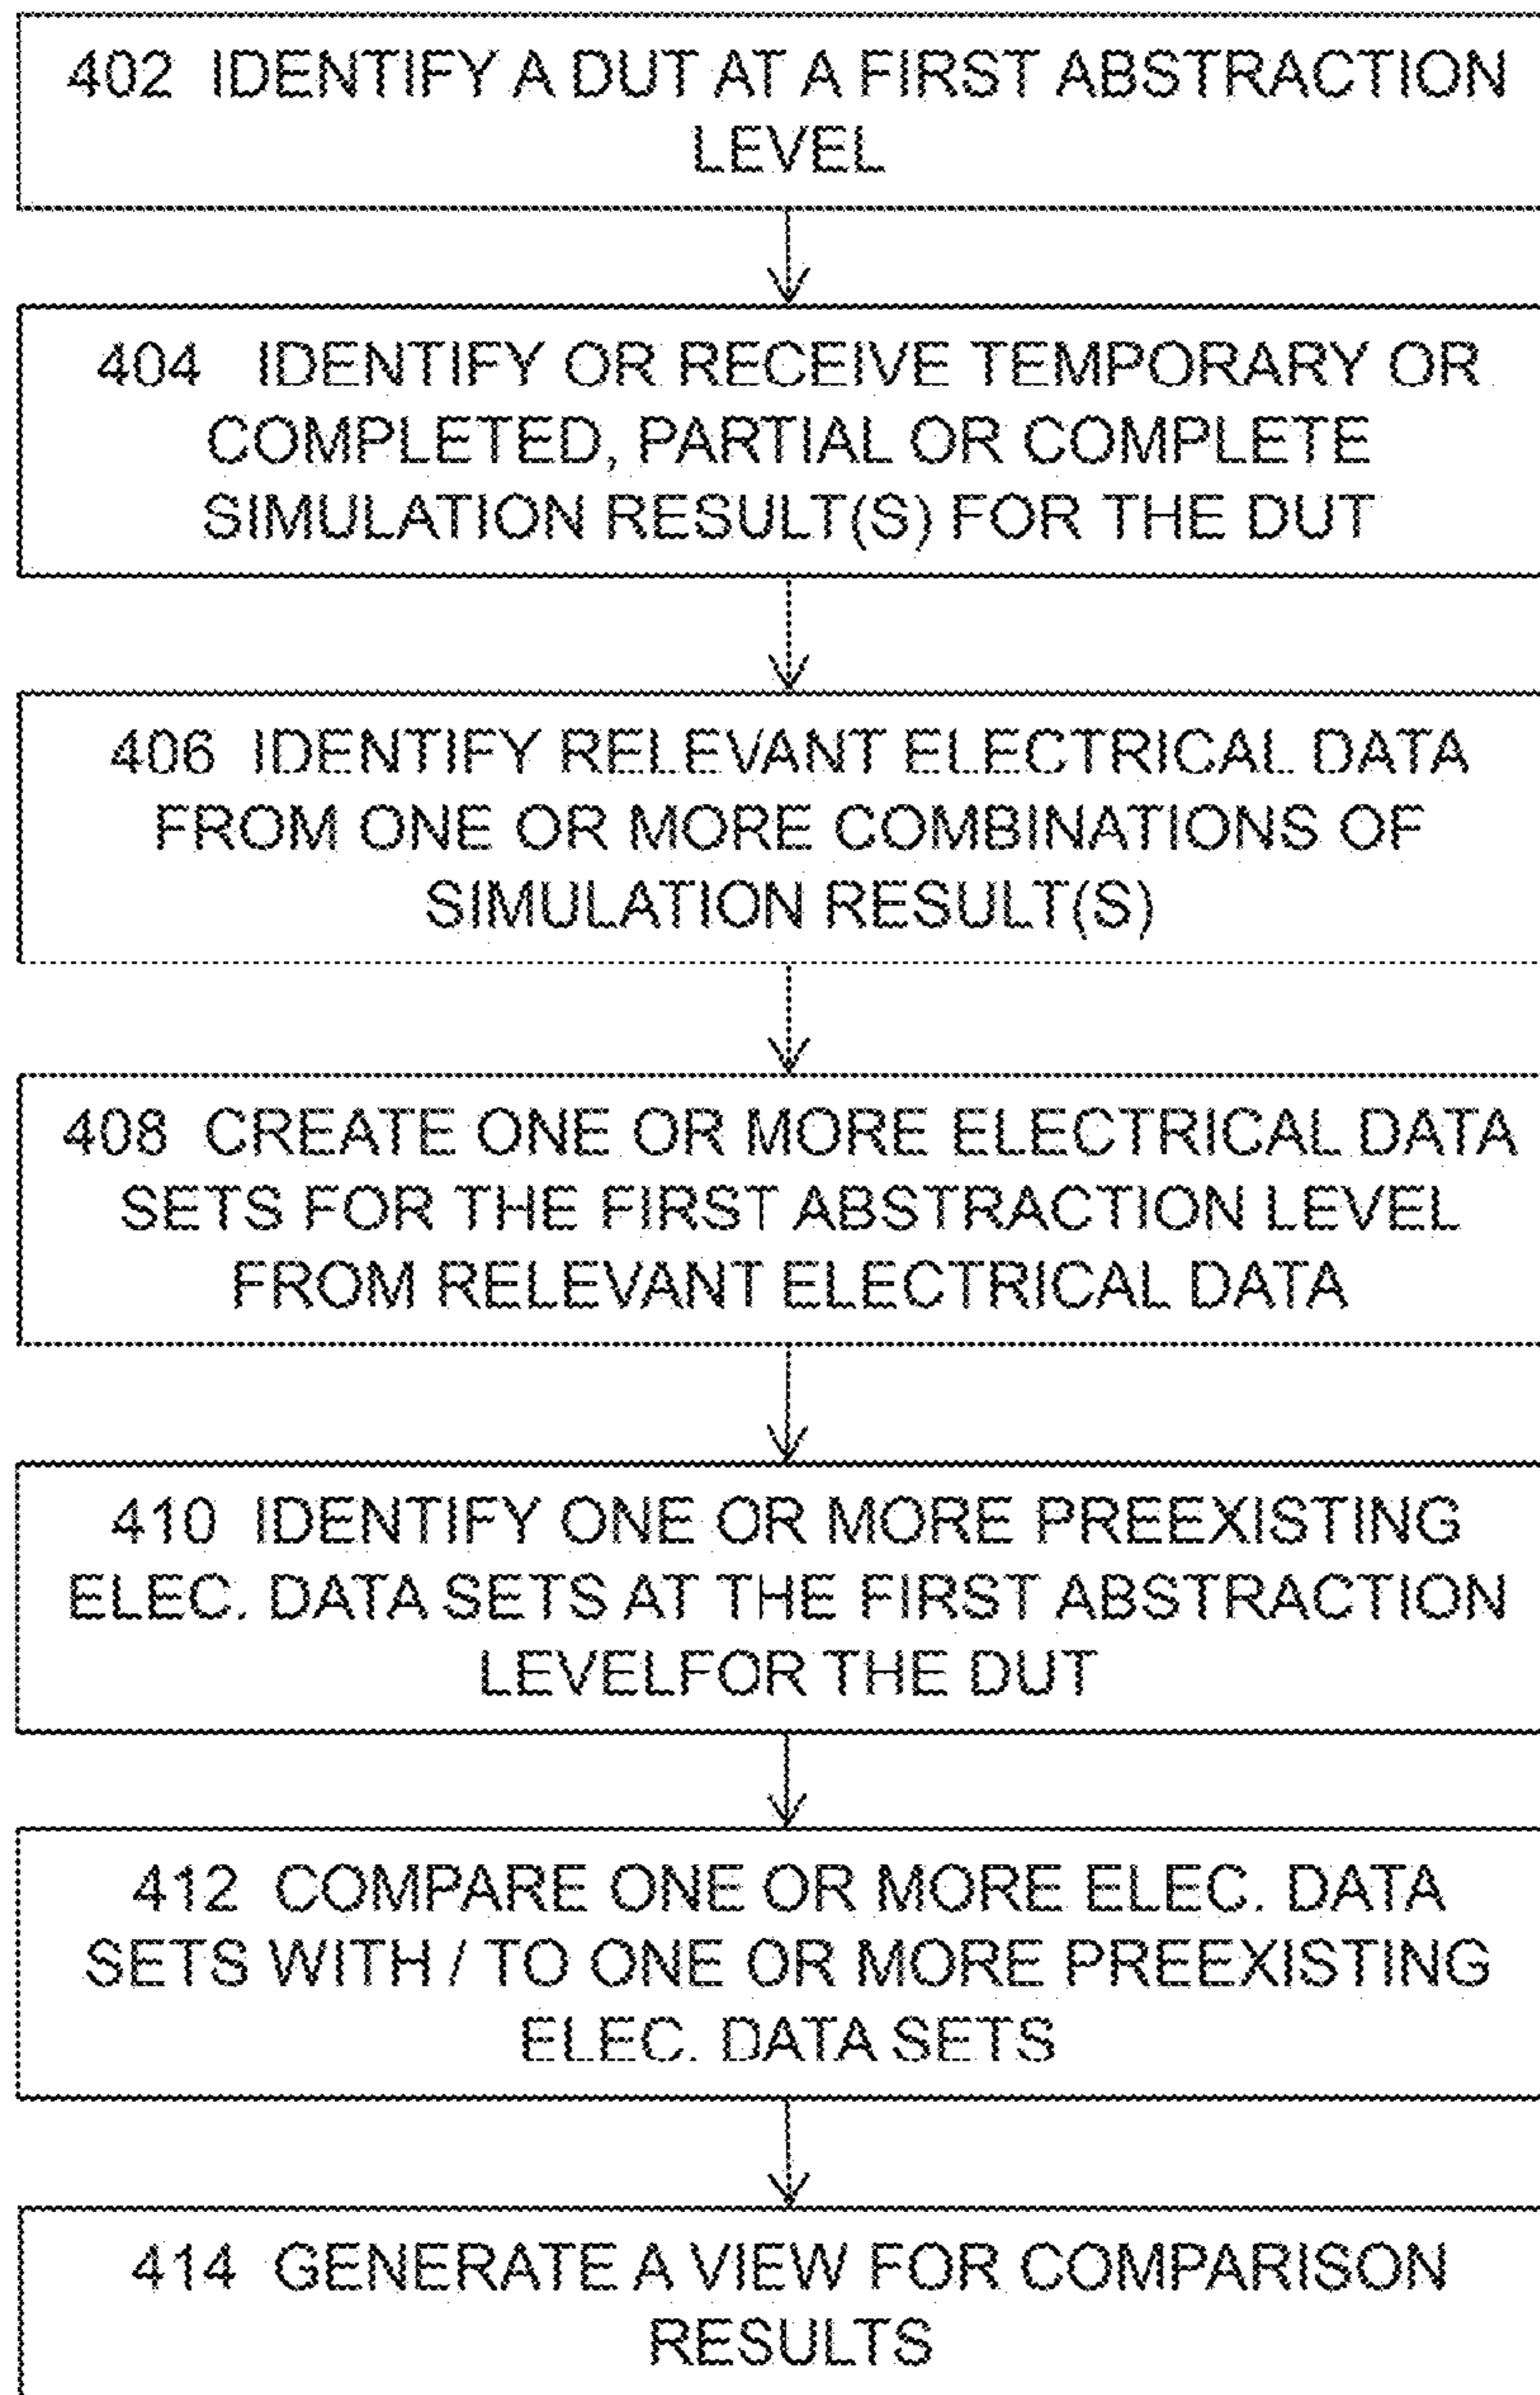 402 IDENTIFY A DUT AT A FIRST ABSTRACTION
LEVEL
404 IDENTIFY OR RECEIVE TEMPORARY OR
COMPLETED, PARTIAL OR COMPLETE
SIMULATION RESULT(S) FOR THE DUT
406 IDENTIFY RELEVANT ELECTRICAL DATA
FROM ONE OR MORE COMBINATIONS OF
SIMULATION RESULT(S)
408 CREATE ONE OR MORE ELECTRICAL DATA
SETS FOR THE FIRST ABSTRACTION LEVEL
FROM RELEVANT ELECTRICAL DATA
410 IDENTIFY ONE OR MORE PREEXISTING
ELEC. DATA SETS AT THE FIRST ABSTRACTION
LEVELFOR THE DUT
412 COMPARE ONE OR MORE ELEC. DATA
SETS WITH / TO ONE OR MORE PREEXISTING
ELEC. DATA SETS
414 GENERATE A VIEW FOR COMPARISON
RESULTS